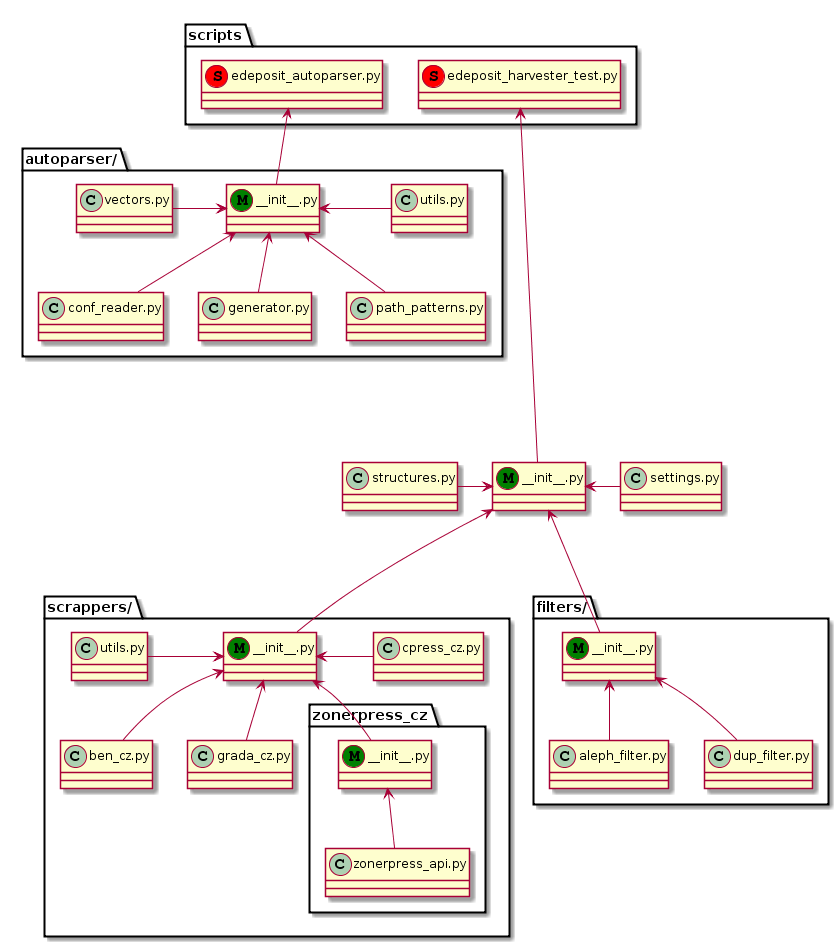 scripts
S edeposit_autoparser.py
S edeposit_harvester_test.py
autoparser/
C vectors.py
M __init__.py
C utils.py
C conf_reader.py
C generator.py
C path_patterns.py
C structures.py
M __init__.py
C settings.py
scrappers/
C utils.py
M __init__.py
C cpress_cz.py
C ben_cz.py
C grada_cz.py
zonerpress_cz
M __init__.py
C zonerpress_api.py
filters/
M __init__.py
C aleph_filter.py
C dup_filter.py